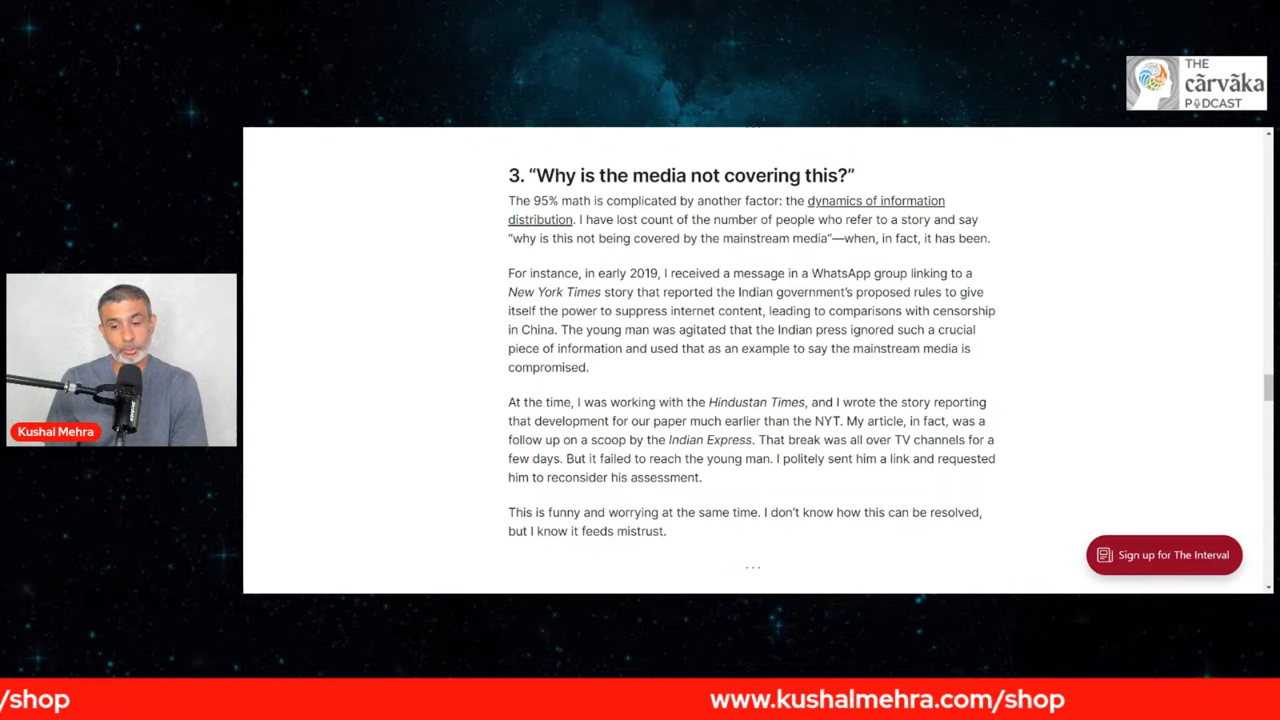 THE
cārvāka
PODCAST
3. “Why is the media not covering this?”
The 95% math is complicated by another factor: the dynamics of information
distribution. I have lost count of the number of people who refer to a story and say
“why is this not being covered by the mainstream media”—when, in fact, it has been.
For instance, in early 2019, I received a message in a WhatsApp group linking to a
New York Times story that reported the Indian government’s proposed rules to give
itself the power to suppress internet content, leading to comparisons with censorship
in China. The young man was agitated that the Indian press ignored such a crucial
piece of information and used that as an example to say the mainstream media is
compromised.
At the time, I was working with the Hindustan Times, and I wrote the story reporting
that development for our paper much earlier than the NYT. My article, in fact, was a
follow up on a scoop by the Indian Express. That break was all over TV channels for a
few days. But it failed to reach the young man. I politely sent him a link and requested
him to reconsider his assessment.
This is funny and worrying at the same time. I don’t know how this can be resolved,
but I know it feeds mistrust.
...
Sign up for The Interval
Kushal Mehra
/shop
www.kushalmehra.com/shop